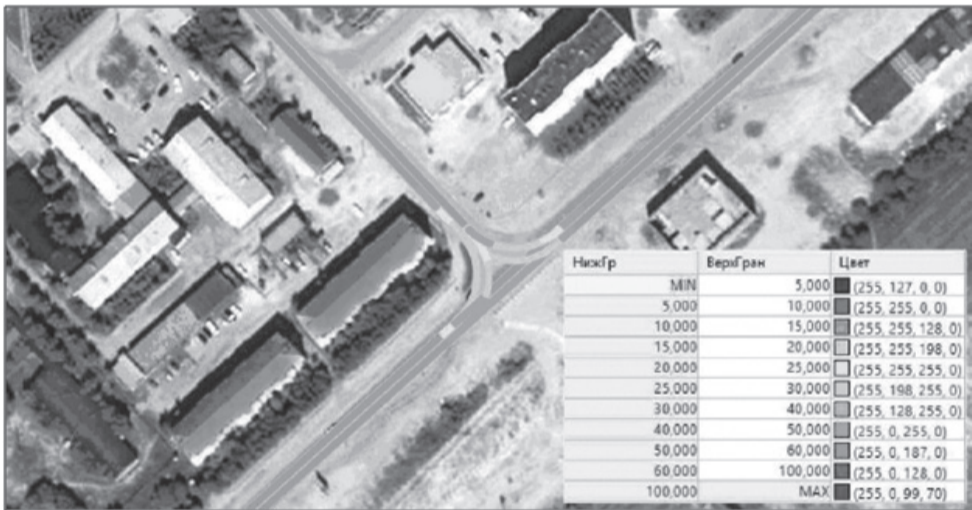 НижГр ВерхГран Цвет
MIN 5,000 (255, 127, 0, 0)
5,000 10,000 (255, 255, 0, 0)
10,000 15,000 (255, 255, 128, 0)
15,000 20,000 (255, 255, 198, 0)
20,000 25,000 (255, 255, 255, 0)
25,000 30,000 (255, 198, 255, 0)
30,000 40,000 (255, 128, 255, 0)
40,000 50,000 (255, 0, 255, 0)
50,000 60,000 (255, 0, 187, 0)
60,000 100,000 (255, 0, 128, 0)
100,000 MAX (255, 0, 99, 70)